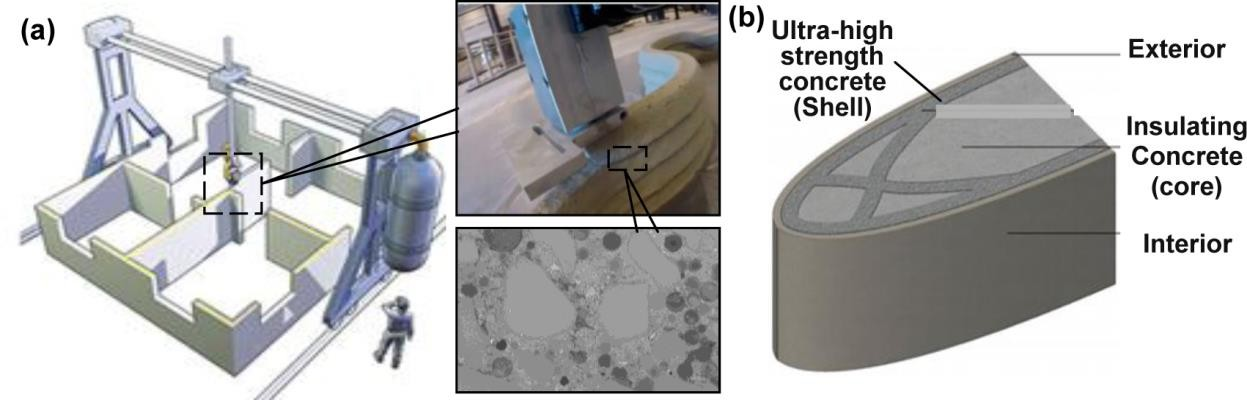 (a)
(b)
Ultra-high
strength
concrete
(Shell)
Exterior
Insulating
Concrete
(core)
Interior